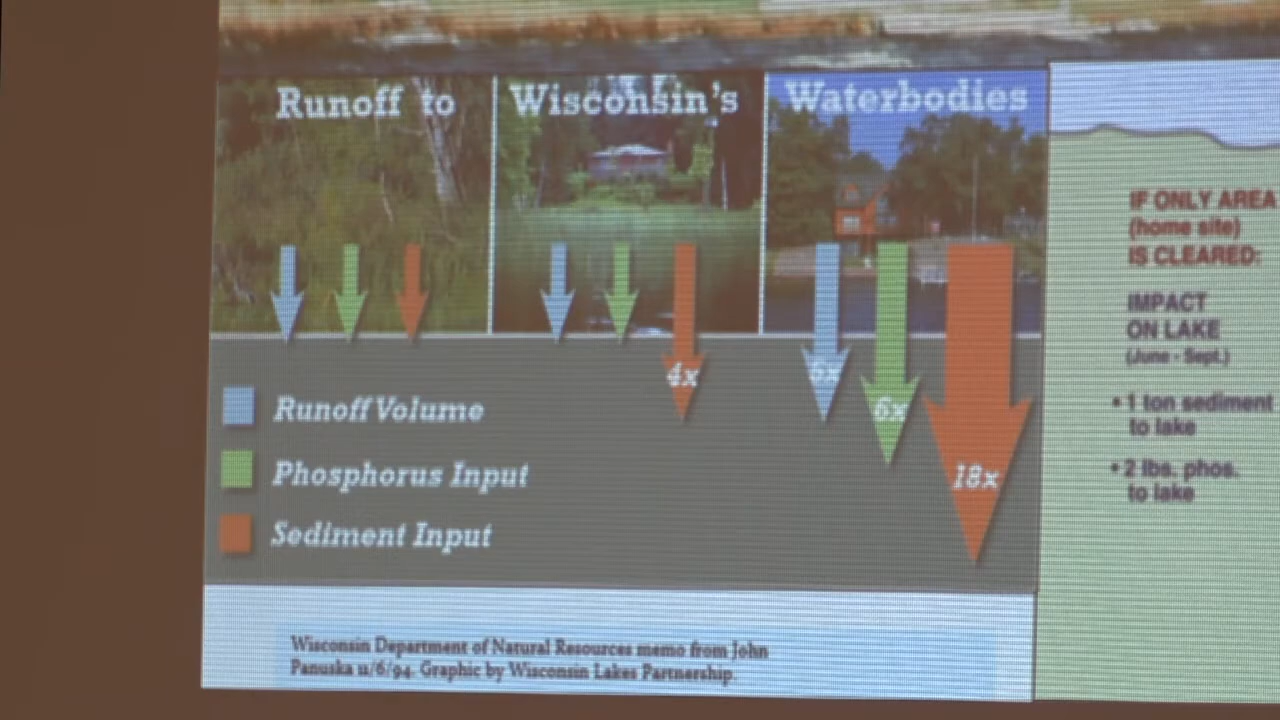 Runoff to Wisconsin's Waterbodies
4x
5x
6x
18x
Runoff Volume
Phosphorus Input
Sediment Input
Wisconsin Department of Natural Resources memo from John
Panuska 11/6/94. Graphic by Wisconsin Lakes Partnership.
IF ONLY AREA
(home site)
IS CLEARED:
IMPACT
ON LAKE
(June - Sept.)
• 1 ton sediment
to lake
• 2 lbs. phos.
to lake